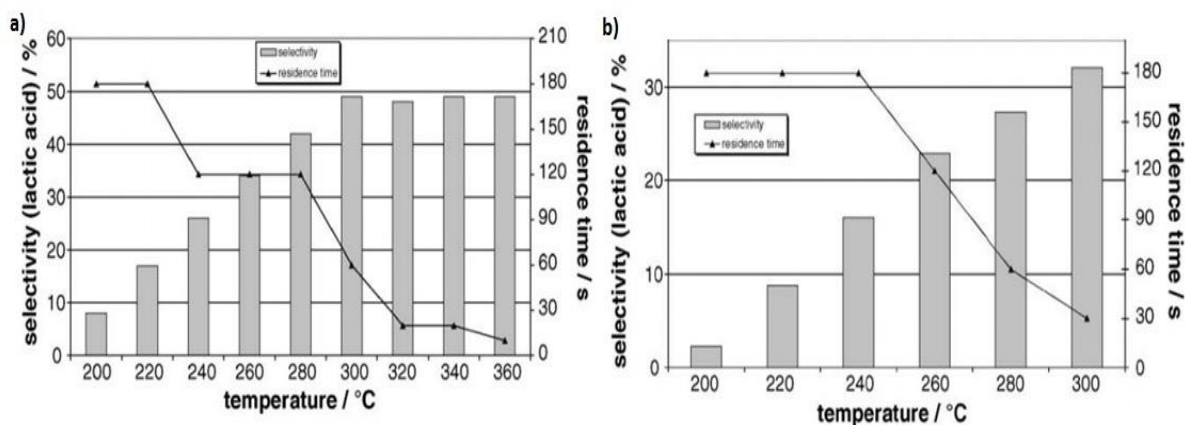 a)
selectivity (lactic acid) / %
60
50
40
30
20
10
0
selectivity
residence time
210
180
150
120
90
60
30
0
residence time / s
200 220 240 260 280 300 320 340 360
temperature / °C
b)
selectivity (lactic acid) / %
30
20
10
0
selectivity
residence time
180
150
120
90
60
30
0
residence time / s
200 220 240 260 280 300
temperature / °C